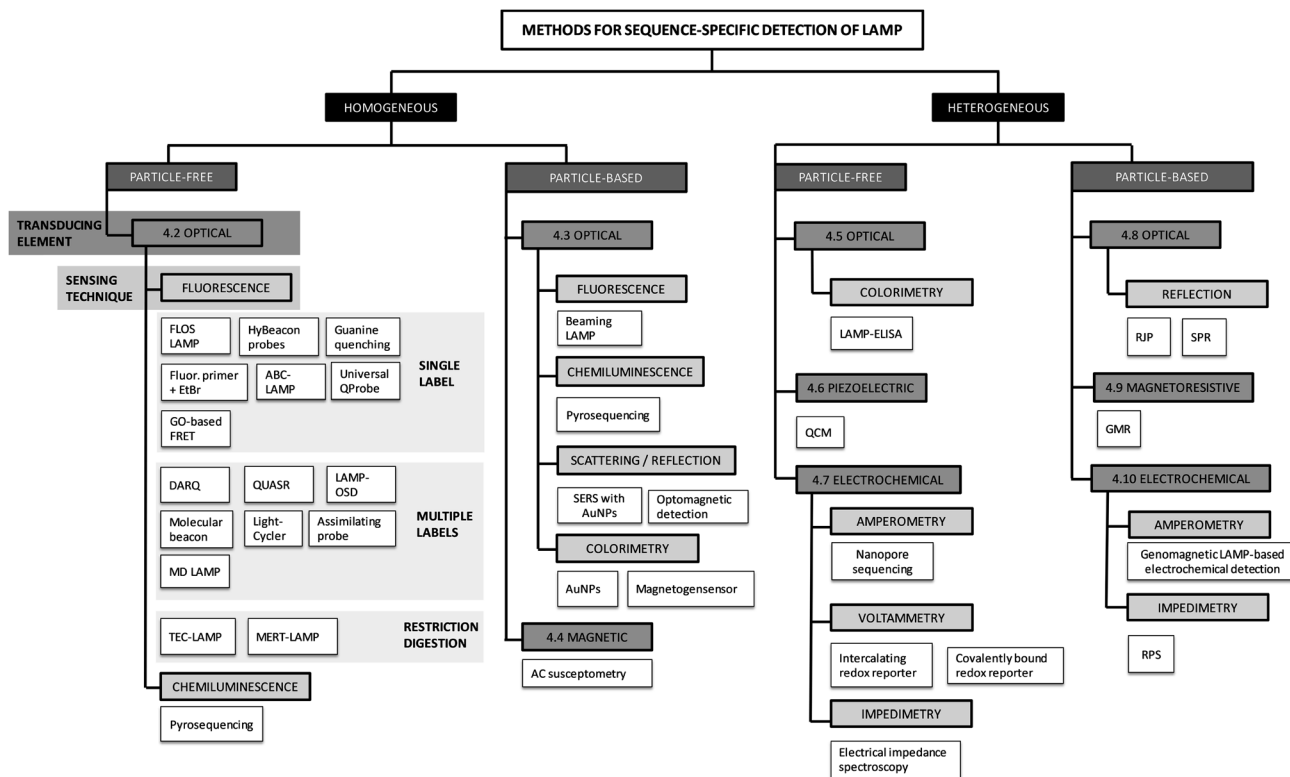 METHODS FOR SEQUENCE-SPECIFIC DETECTION OF LAMP
HOMOGENEOUS
HETEROGENEOUS
PARTICLE-FREE
PARTICLE-BASED
PARTICLE-FREE
PARTICLE-BASED
TRANSDUCING
ELEMENT
4.2 OPTICAL
SENSING
TECHNIQUE
FLUORESCENCE
FLOS
LAMP
HyBeacon
probes
Guanine
quenching
Fluor. primer
+ EtBr
ABC-
LAMP
Universal
QProbe
GO-based
FRET
SINGLE
LABEL
DARQ
QUASR
LAMP-
OSD
Molecular
beacon
Light-
Cycler
Assimilating
probe
MD LAMP
MULTIPLE
LABELS
TEC-LAMP
MERT-LAMP
RESTRICTION
DIGESTION
CHEMILUMINESCENCE
Pyrosequencing
4.3 OPTICAL
FLUORESCENCE
Beaming
LAMP
CHEMILUMINESCENCE
Pyrosequencing
SCATTERING / REFLECTION
SERS with
AuNPs
Optomagnetic
detection
COLORIMETRY
AuNPs
Magnetogensensor
4.4 MAGNETIC
AC susceptometry
4.5 OPTICAL
COLORIMETRY
LAMP-ELISA
4.6 PIEZOELECTRIC
QCM
4.7 ELECTROCHEMICAL
AMPEROMETRY
Nanopore
sequencing
VOLTAMMETRY
Intercalating
redox reporter
Covalently bound
redox reporter
IMPEDIMETRY
Electrical impedance
spectroscopy
4.8 OPTICAL
REFLECTION
RJP
SPR
4.9 MAGNETORESISTIVE
GMR
4.10 ELECTROCHEMICAL
AMPEROMETRY
Genomagnetic LAMP-based
electrochemical detection
IMPEDIMETRY
RPS